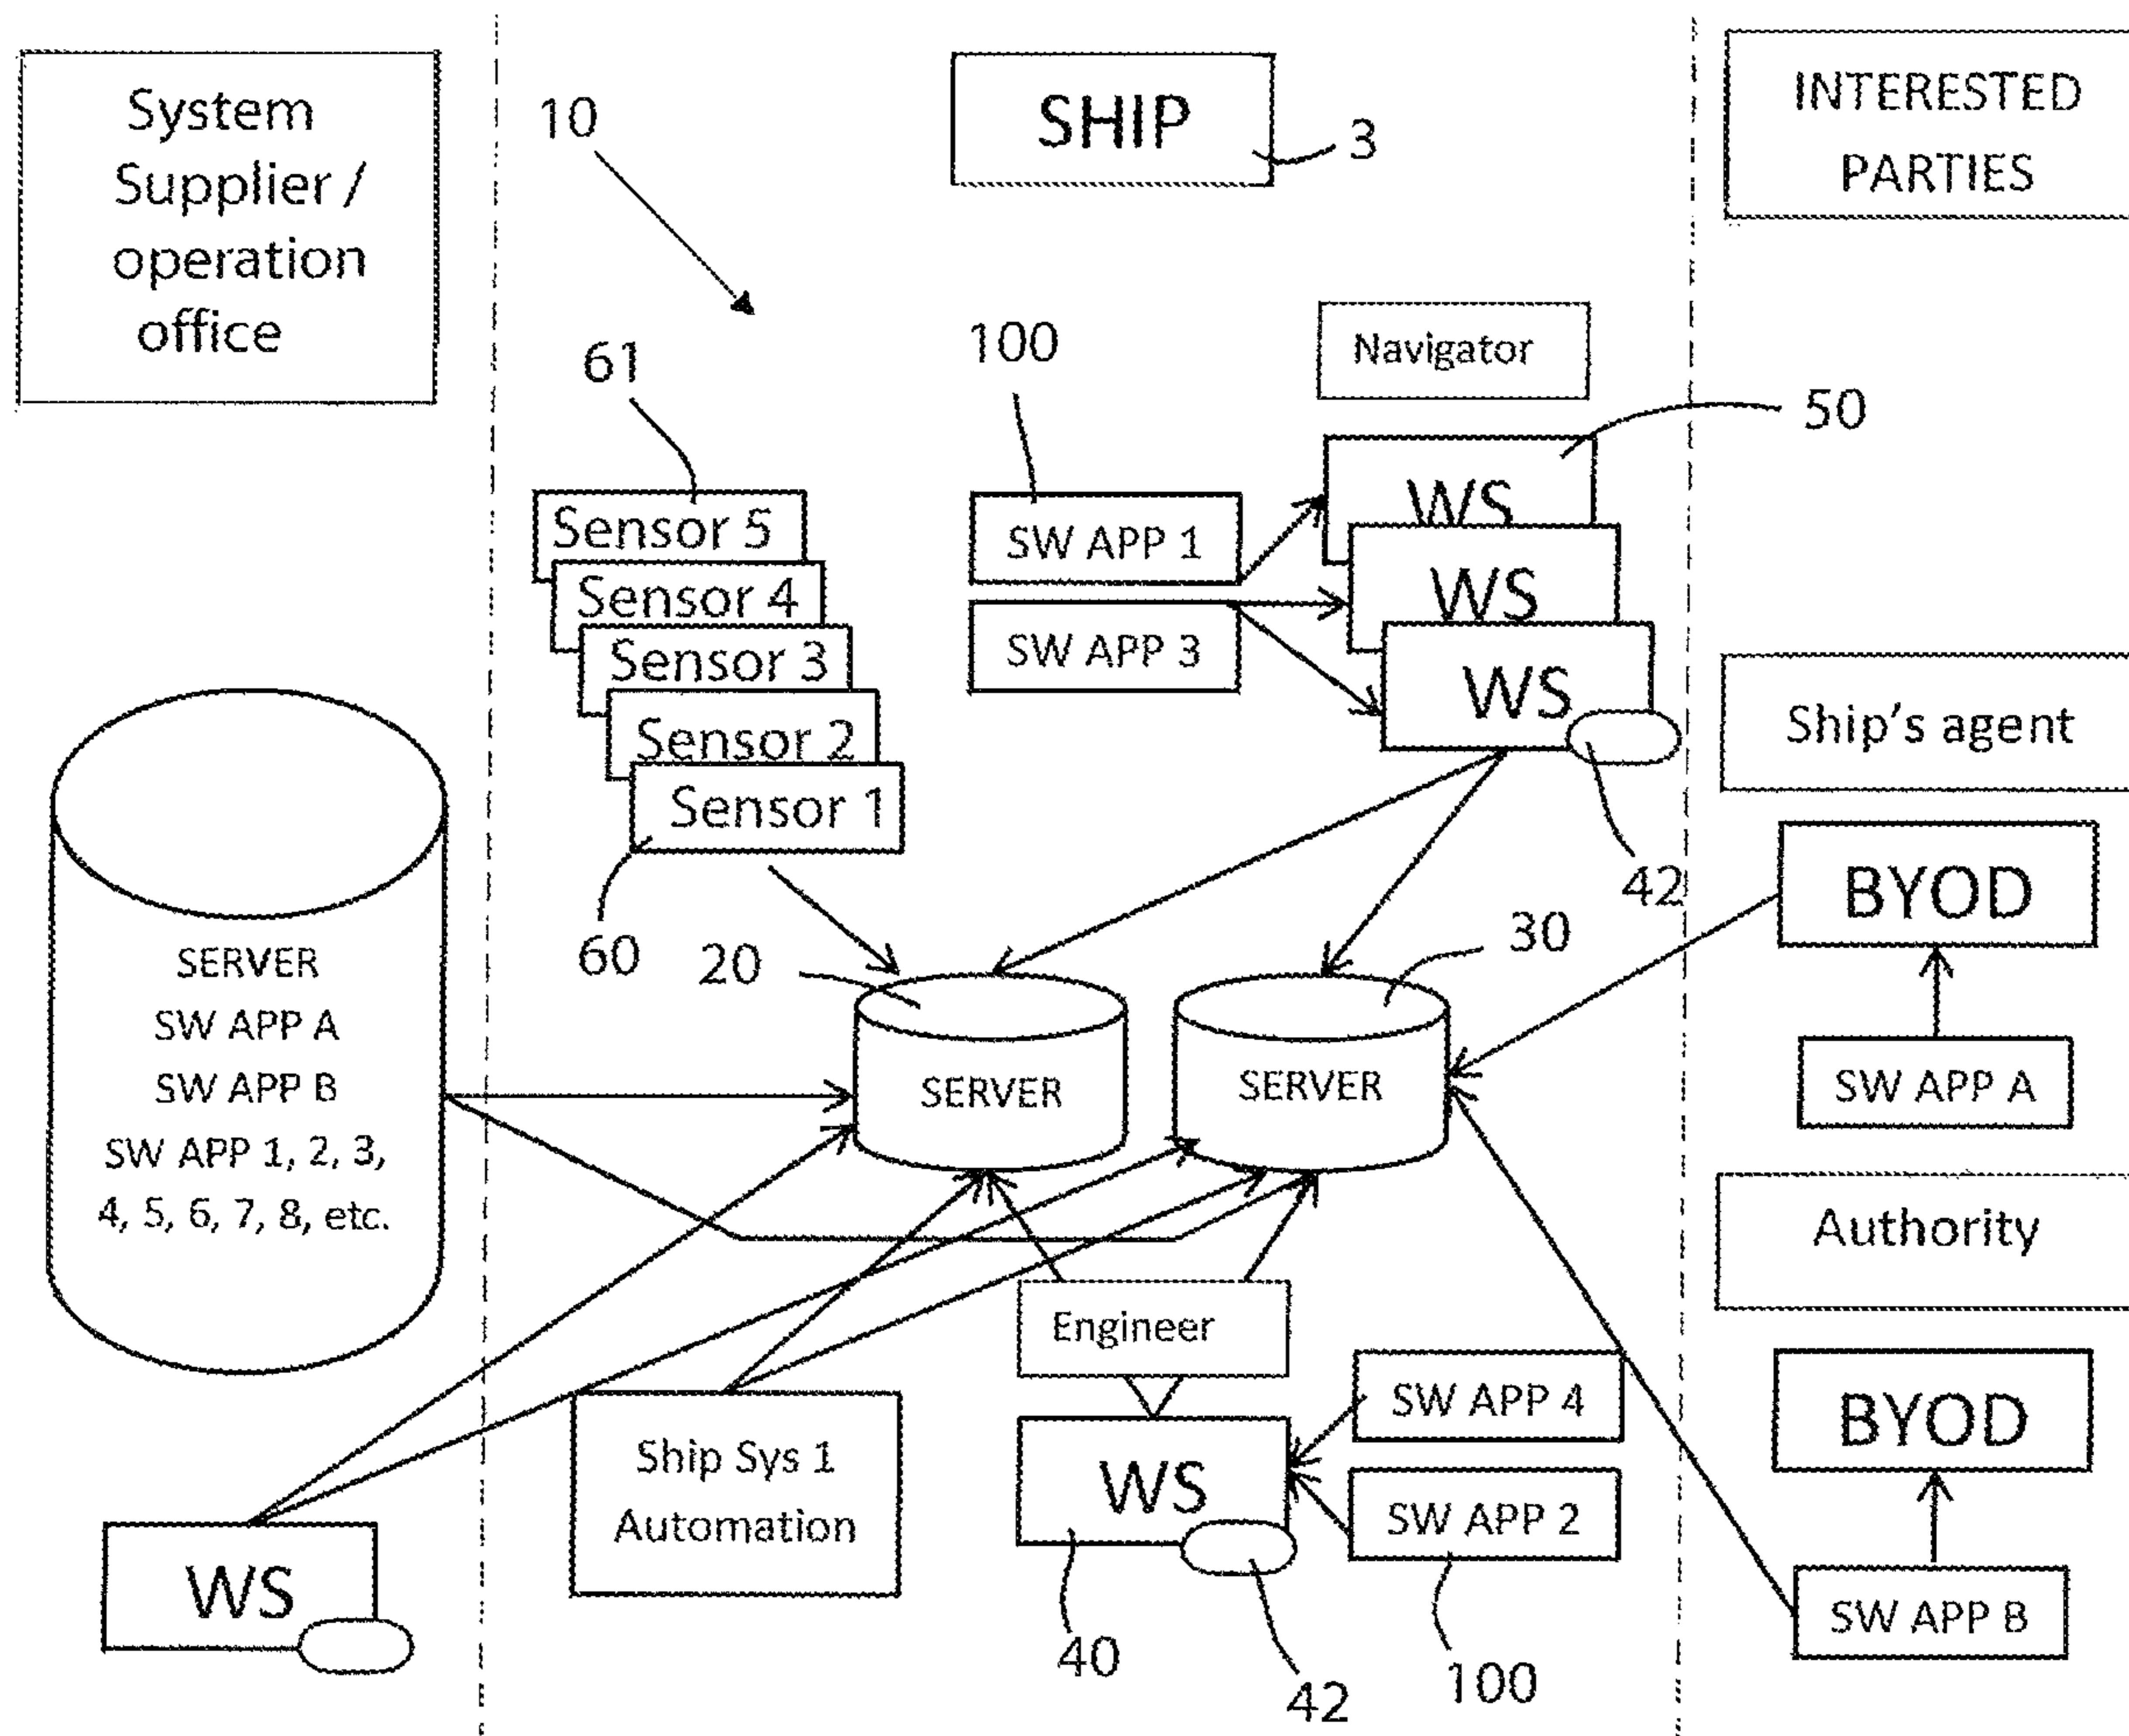 System
Supplier /
operation
office
10
SHIP
3
INTERESTED
PARTIES
61
100
Navigator
50
Sensor 5
Sensor 4
Sensor 3
Sensor 2
Sensor 1
60
SW APP 1
SW APP 3
WS
WS
WS
42
Ship's agent
BYOD
SW APP A
SERVER
SW APP A
SW APP B
SW APP 1, 2, 3,
4, 5, 6, 7, 8, etc.
20
30
SERVER
SERVER
Authority
BYOD
SW APP B
Engineer
WS
40
42
SW APP 4
SW APP 2
100
Ship Sys 1
Automation
WS